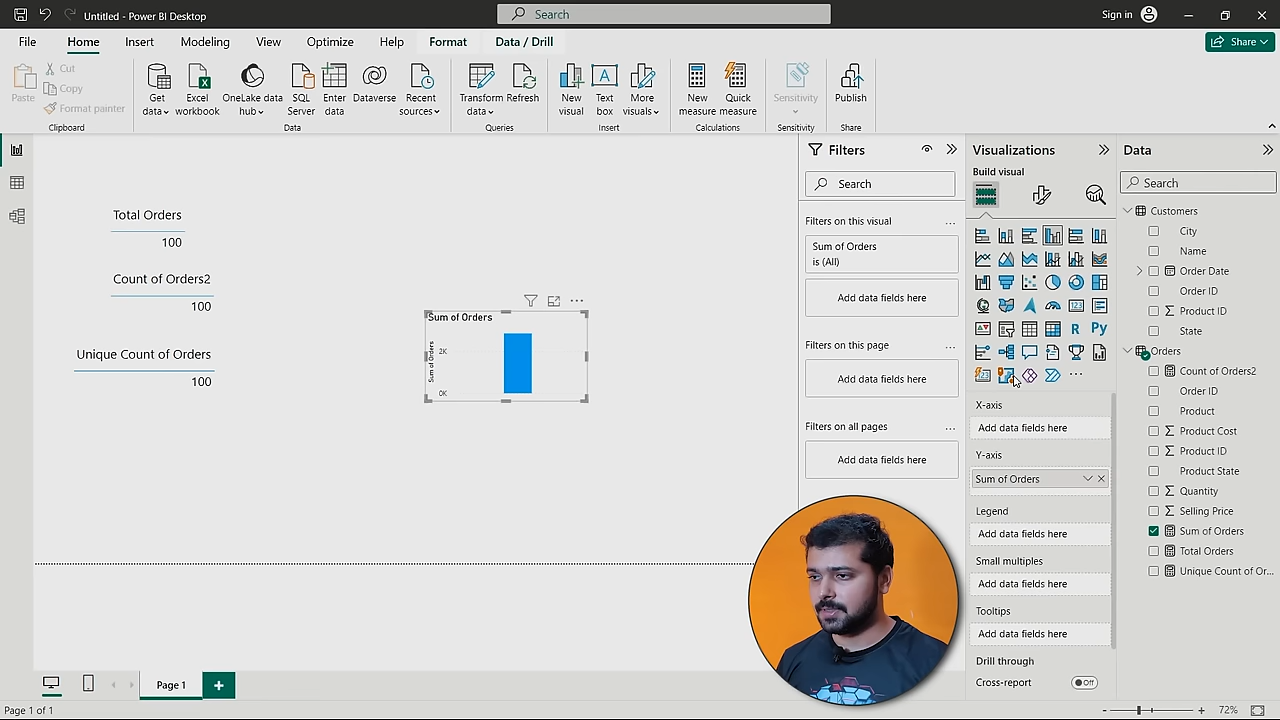 Untitled - Power BI Desktop
Search
Sign in
File
Home
Insert
Modeling
View
Optimize
Help
Format
Data / Drill
Share
Paste
Cut
Copy
Format painter
Clipboard
Get data
Excel workbook
OneLake data hub
SQL Server
Enter data
Dataverse
Recent sources
Data
Transform data
Refresh
Queries
New visual
Text box
More visuals
Insert
New measure
Quick measure
Calculations
Sensitivity
Sensitivity
Publish
Share
Total Orders
100
Count of Orders2
100
Unique Count of Orders
100
Sum of Orders
Sum of Orders
2K
0K
Filters
Search
Filters on this visual
...
Sum of Orders
is (All)
Add data fields here
Filters on this page
...
Add data fields here
Filters on all pages
...
Add data fields here
Visualizations
Build visual
123
R
Py
123
...
X-axis
Add data fields here
Y-axis
Sum of Orders
Legend
Add data fields here
Small multiples
Add data fields here
Tooltips
Add data fields here
Drill through
Cross-report
Off
Data
Search
Customers
City
Name
Order Date
Order ID
Product ID
State
Orders
Count of Orders2
Order ID
Product
Product Cost
Product ID
Product State
Quantity
Selling Price
Sum of Orders
Total Orders
Unique Count of Or...
Page 1
Page 1 of 1
72%